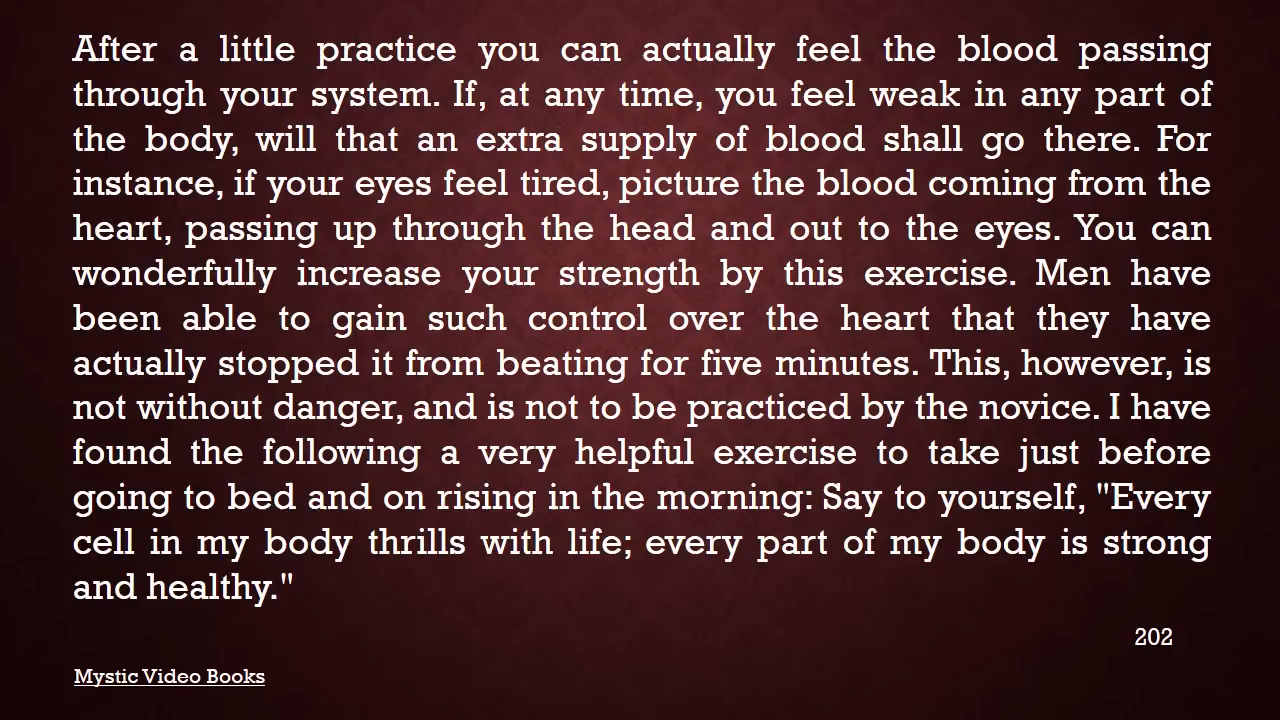 After a little practice you can actually feel the blood passing
through your system. If, at any time, you feel weak in any part of
the body, will that an extra supply of blood shall go there. For
instance, if your eyes feel tired, picture the blood coming from the
heart, passing up through the head and out to the eyes. You can
wonderfully increase your strength by this exercise. Men have
been able to gain such control over the heart that they have
actually stopped it from beating for five minutes. This, however, is
not without danger, and is not to be practiced by the novice. I have
found the following a very helpful exercise to take just before
going to bed and on rising in the morning: Say to yourself, "Every
cell in my body thrills with life; every part of my body is strong
and healthy."
202
Mystic Video Books